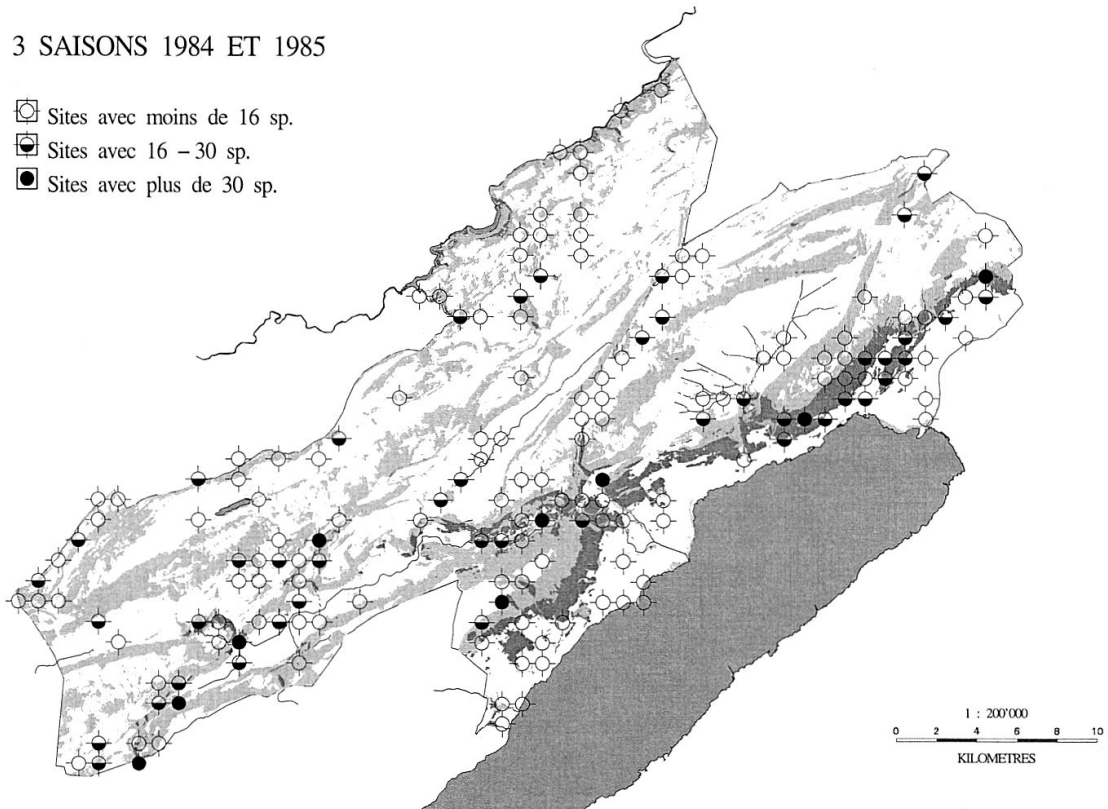 3 SAISONS 1984 ET 1985
Sites avec moins de 16 sp.
Sites avec 16 – 30 sp.
Sites avec plus de 30 sp.
1 : 200'000
0 2 4 6 8 10
KILOMETRES